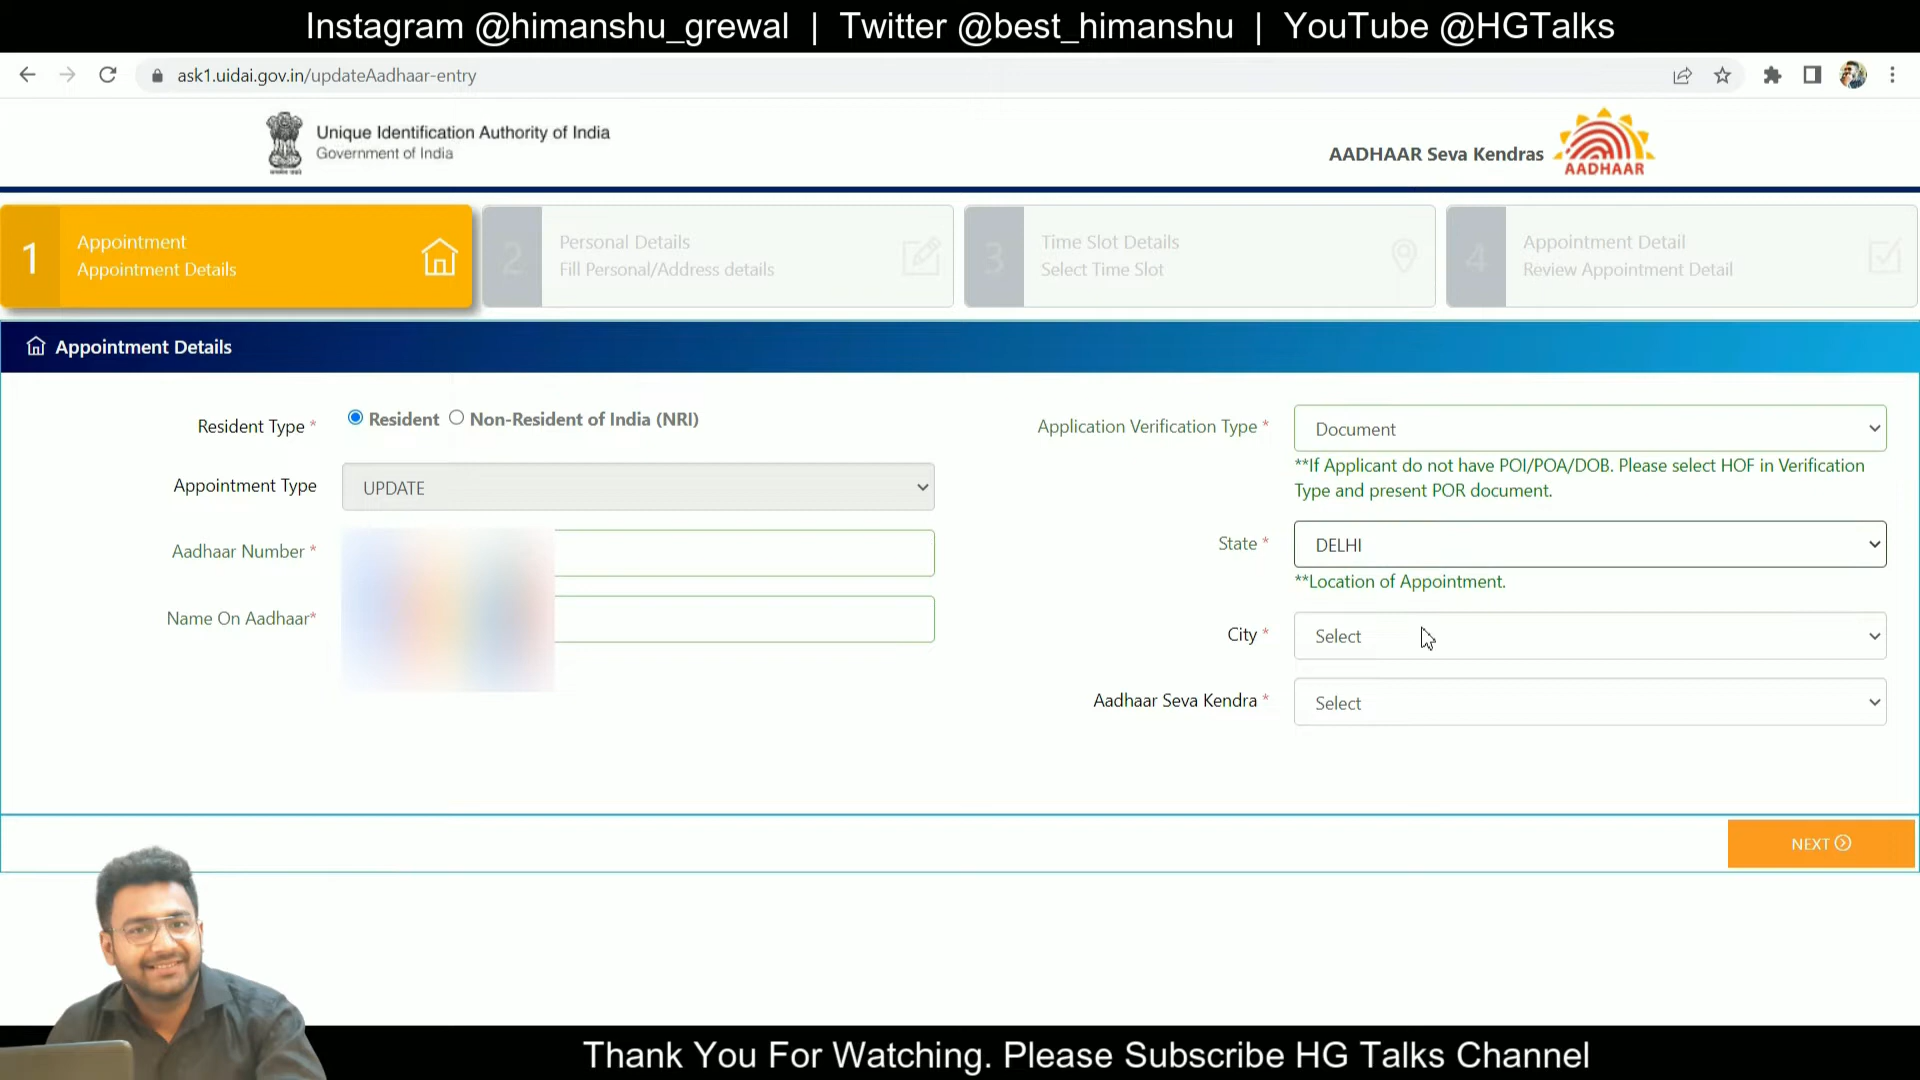 Instagram @himanshu_grewal | Twitter @best_himanshu | YouTube @HGTalks
ask1.uidai.gov.in/updateAadhaar-entry
Unique Identification Authority of India
Government of India
AADHAAR Seva Kendras
AADHAAR
1
Appointment
Appointment Details
2
Personal Details
Fill Personal/Address details
3
Time Slot Details
Select Time Slot
4
Appointment Detail
Review Appointment Detail
Appointment Details
Resident Type *
Resident
Non-Resident of India (NRI)
Appointment Type
UPDATE
Aadhaar Number *
Name On Aadhaar*
Application Verification Type *
Document
**If Applicant do not have POI/POA/DOB. Please select HOF in Verification
Type and present POR document.
State *
DELHI
**Location of Appointment.
City *
Select
Aadhaar Seva Kendra *
Select
NEXT
Thank You For Watching. Please Subscribe HG Talks Channel